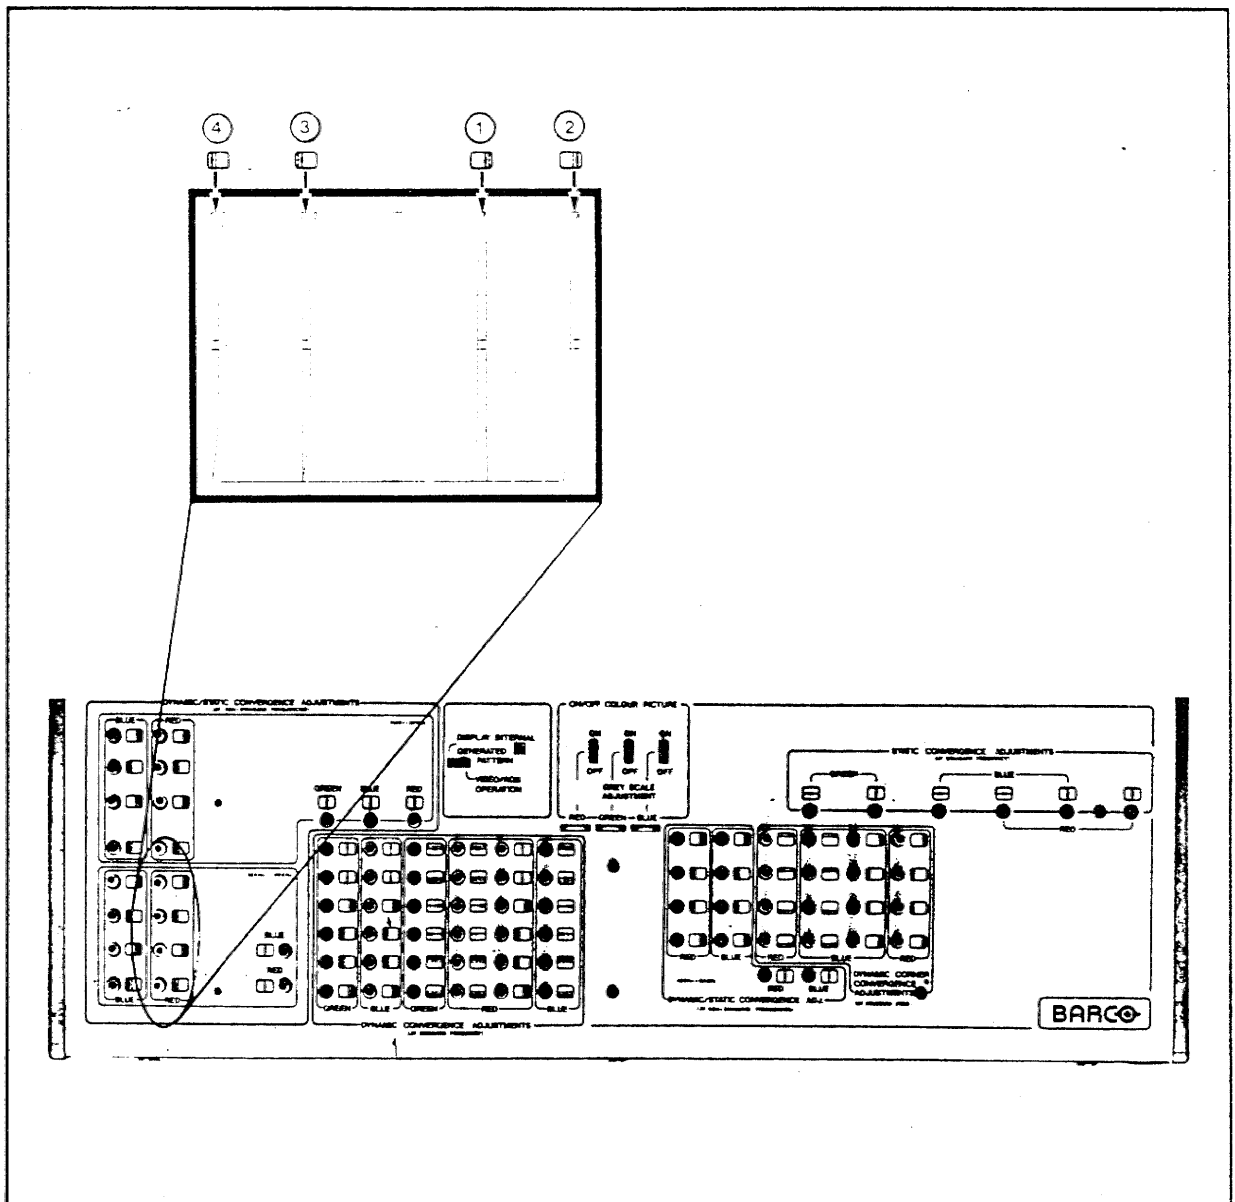 4 3 1 2
DYNAMIC/STATIC CONVERGENCE ADJUSTMENTS
BLUE RED
GREEN BLUE RED
DISPLAY INTERNAL
GENERATED
PATTERN
VIDEO/RGB
OPERATION
ON/OFF COLOUR PICTURE
ON ON ON
OFF OFF OFF
GREY SCALE
ADJUSTMENT
RED GREEN BLUE
STATIC CONVERGENCE ADJUSTMENTS
GREEN BLUE
RED
BLUE
RED
BLUE RED
GREEN BLUE GREEN RED BLUE
DYNAMIC CONVERGENCE ADJUSTMENTS
RED BLUE RED BLUE RED
RED BLUE
DYNAMIC/STATIC CONVERGENCE ADJ.
DYNAMIC CORNER
CONVERGENCE
ADJUSTMENTS
BARCO